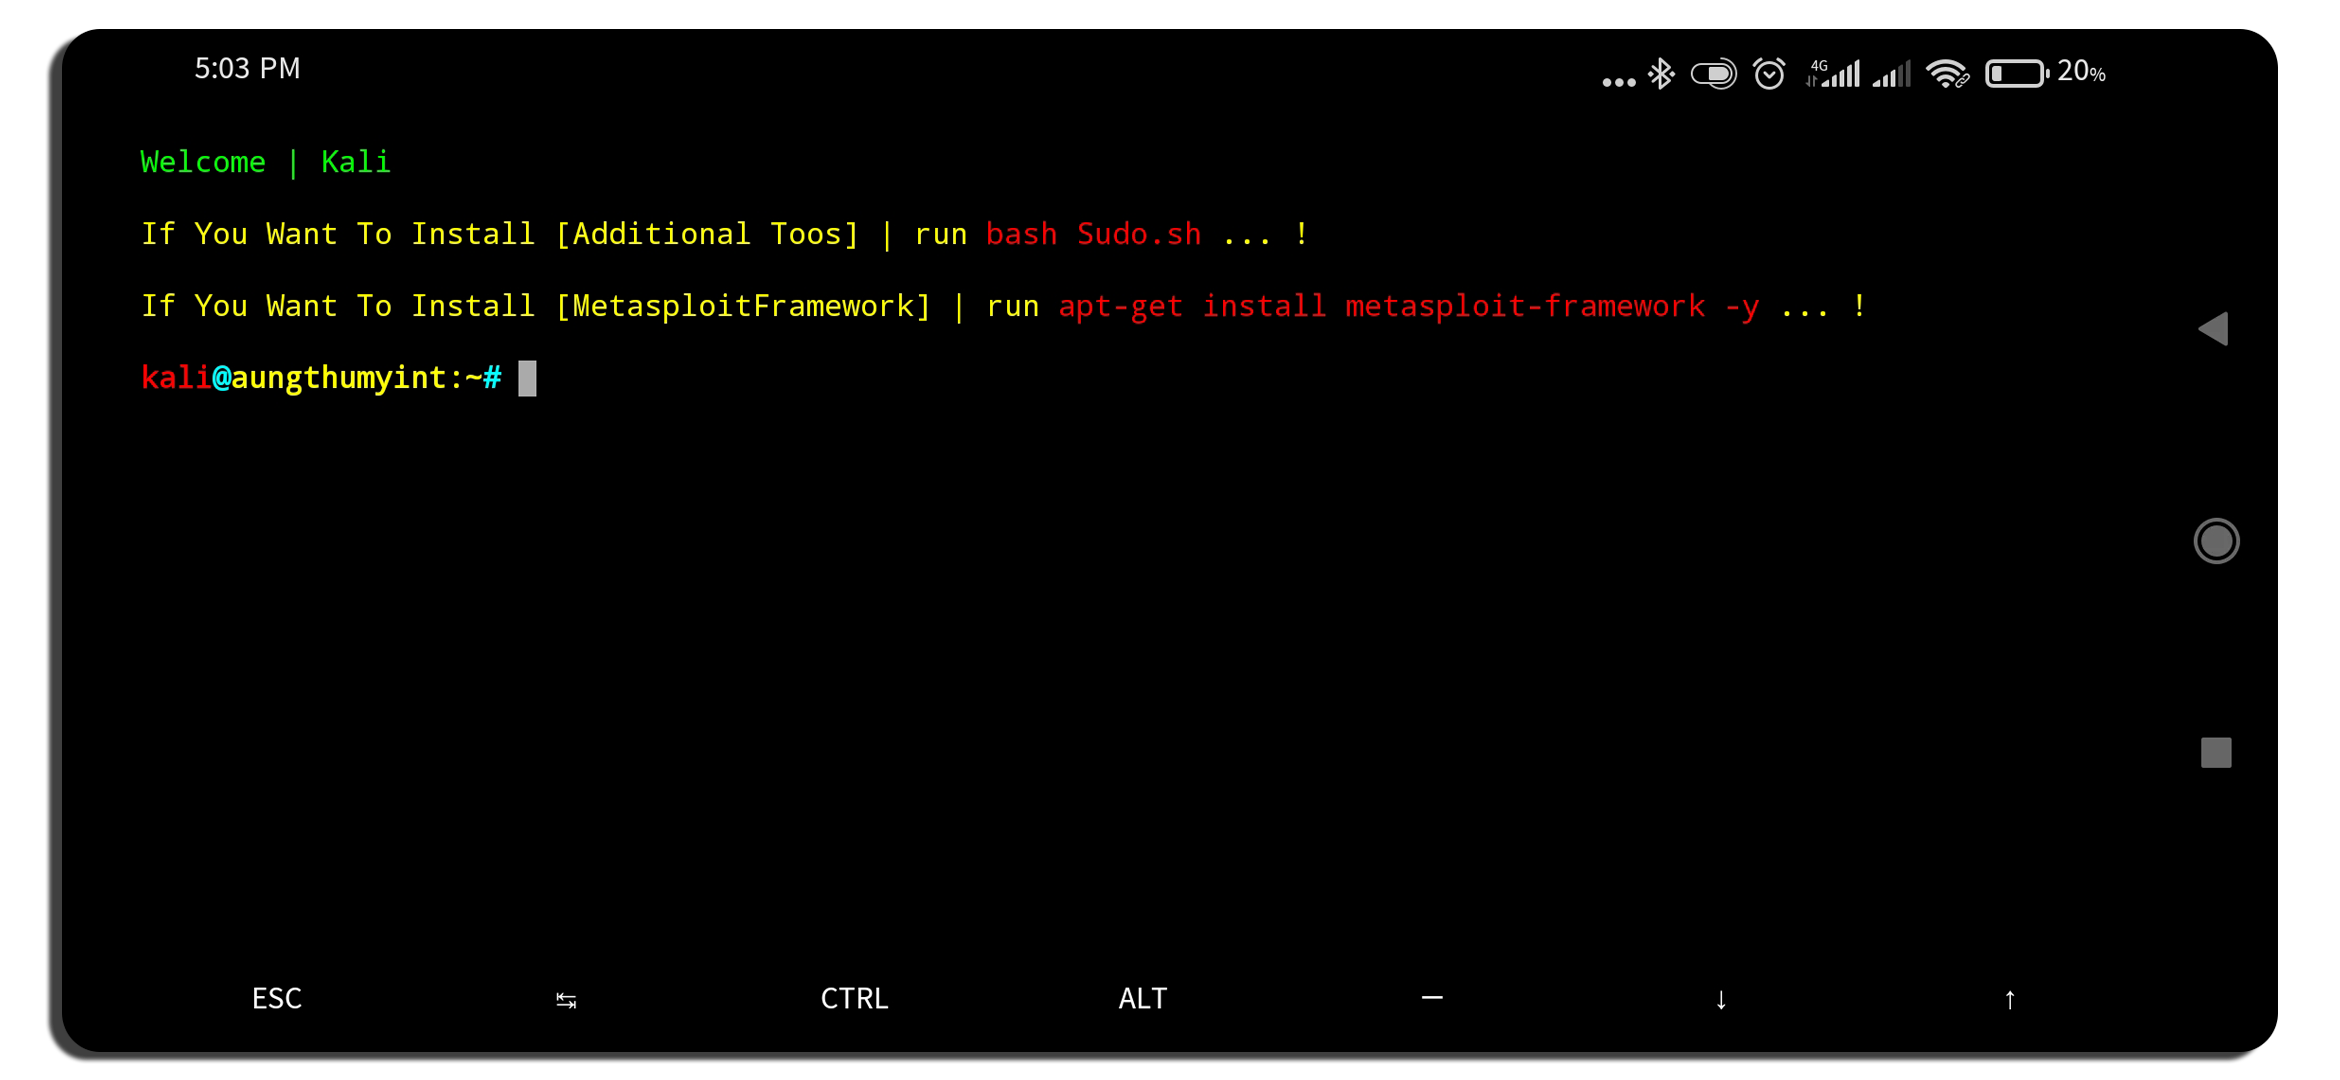 5:03 PM 4G 20%
Welcome | Kali
If You Want To Install [Additional Toos] | run bash Sudo.sh ... !
If You Want To Install [MetasploitFramework] | run apt-get install metasploit-framework -y ... !
kali@aungthumyint:~#
ESC ↹ CTRL ALT — ↓ ↑